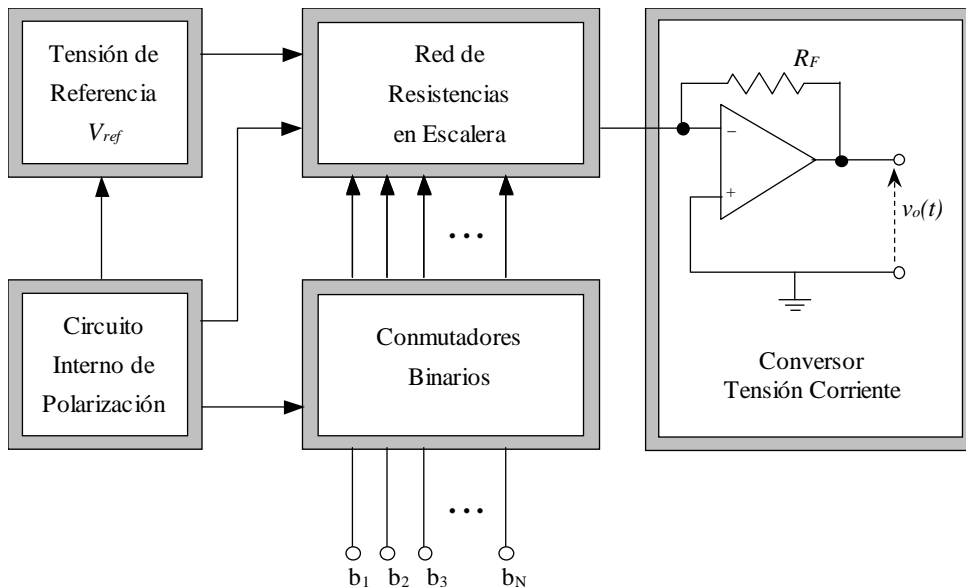 Tensión de
Referencia
Vref
Red de
Resistencias
en Escalera
RF
−
+
vo(t)
...
Circuito
Interno de
Polarización
Conmutadores
Binarios
Conversor
Tensión Corriente
...
b1 b2 b3 bN